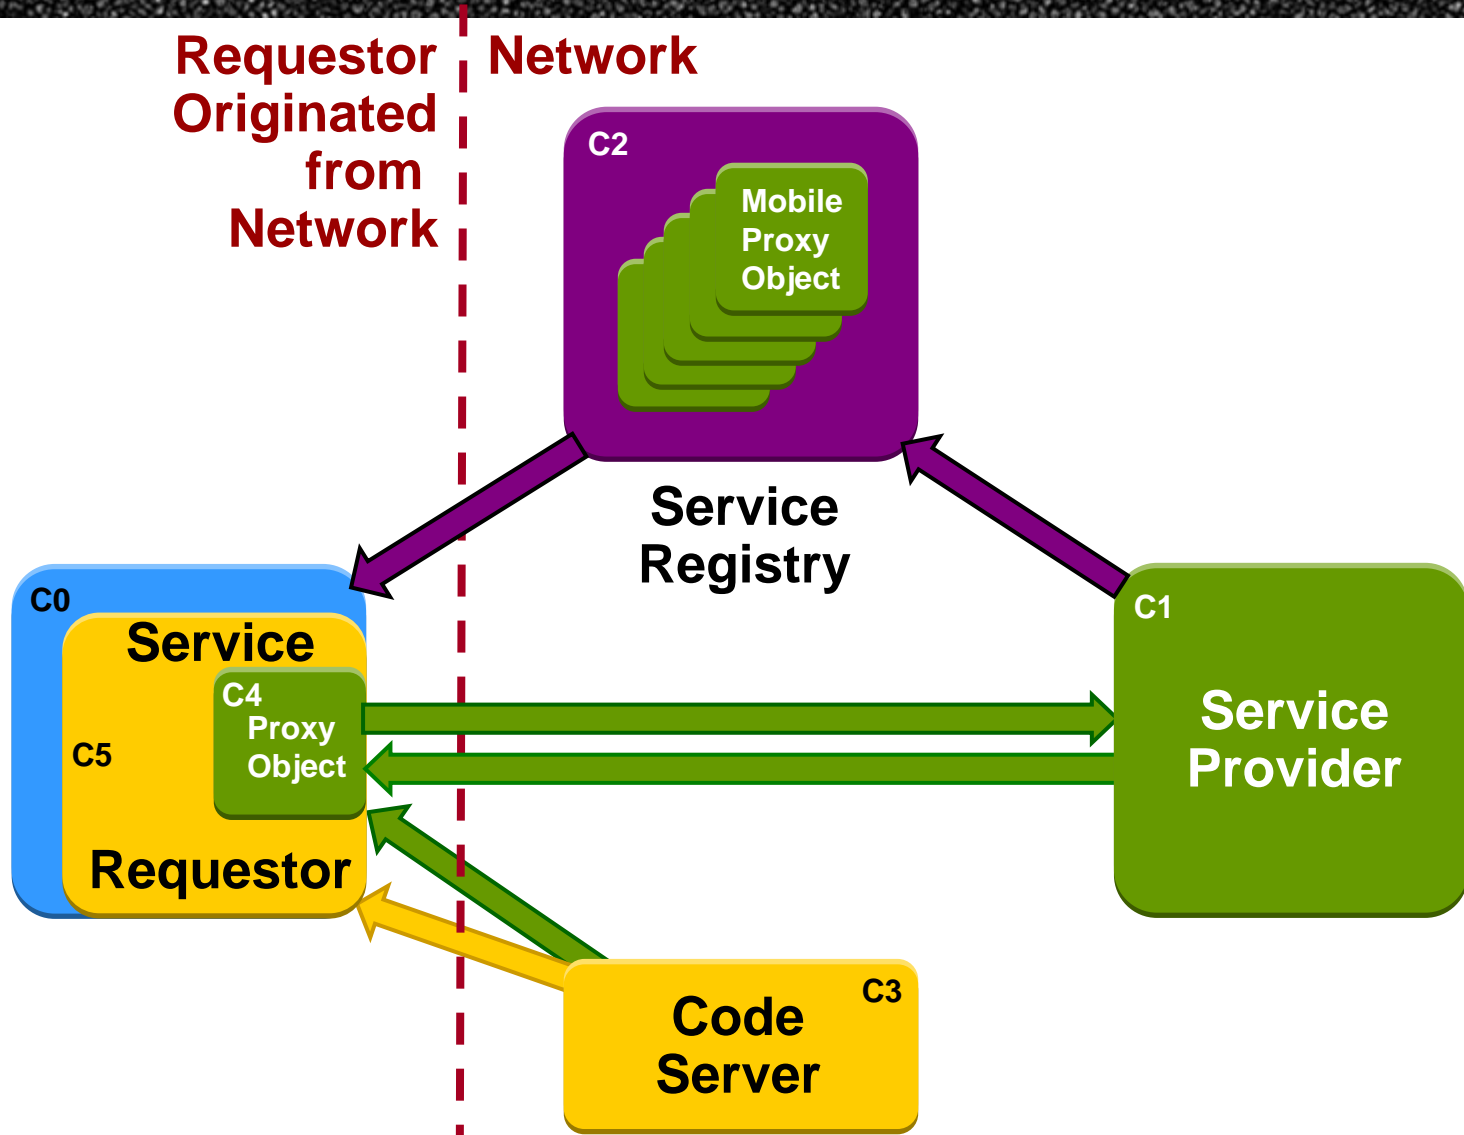 Requestor
Originated
from
Network
Network
C2
Mobile
Proxy
Object
Service
Registry
C0
Service
C4
Proxy
Object
C5
Requestor
C1
Service
Provider
C3
Code
Server